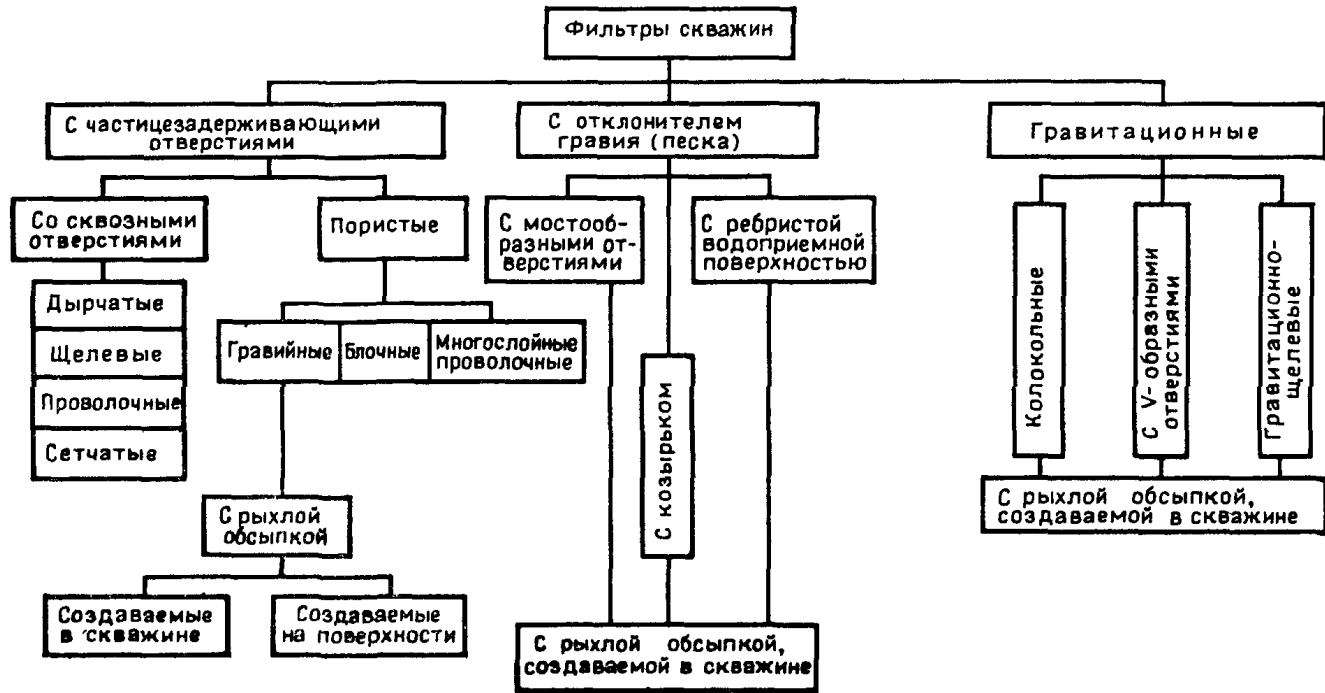 Фильтры скважин
С частицезадерживающими
отверстиями
С отклонителем
гравия (песка)
Гравитационные
Со сквозными
отверстиями
Пористые
С мостооб-
разными от-
верстиями
С ребристой
водоприемной
поверхностью
Колокольные
С V-образными
отверстиями
Гравитационно-
щелевые
Дырчатые
Щелевые
Проволочные
Сетчатые
Гравийные
Блочные
Многослойные
проволочные
С козырьком
С рыхлой
обсыпкой
С рыхлой обсыпкой,
создаваемой в скважине
Создаваемые
в скважине
Создаваемые
на поверхности
С рыхлой обсыпкой,
создаваемой в скважине